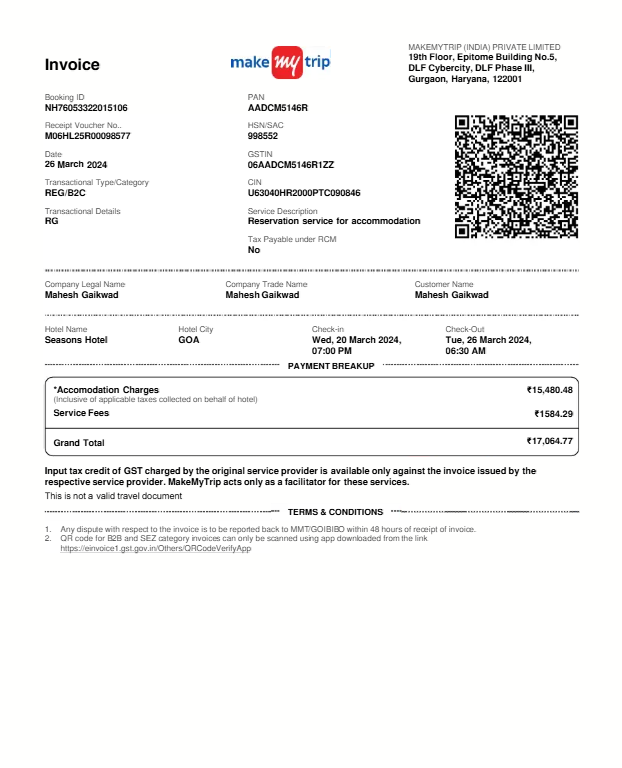 MAKEMYTRIP (INDIA) PRIVATE LIMITED
19th Floor, Epitome Building No.5,
DLF Cybercity, DLF Phase III,
Gurgaon, Haryana, 122001
Invoice
make my trip
Booking ID
NH76053322015106
PAN
AADCM5146R
Receipt Voucher No..
M06HL25R00098577
HSN/SAC
998552
Date
26 March 2024
GSTIN
06AADCM5146R1ZZ
Transactional Type/Category
REG/B2C
CIN
U63040HR2000PTC090846
Transactional Details
RG
Service Description
Reservation service for accommodation
Tax Payable under RCM
No
Company Legal Name
Mahesh Gaikwad
Company Trade Name
Mahesh Gaikwad
Customer Name
Mahesh Gaikwad
Hotel Name
Seasons Hotel
Hotel City
GOA
Check-in
Wed, 20 March 2024,
07:00 PM
Check-Out
Tue, 26 March 2024,
06:30 AM
PAYMENT BREAKUP
*Accomodation Charges ₹15,480.48
(Inclusive of applicable taxes collected on behalf of hotel)
Service Fees ₹1584.29
Grand Total ₹17,064.77
Input tax credit of GST charged by the original service provider is available only against the invoice issued by the
respective service provider. MakeMyTrip acts only as a facilitator for these services.
This is not a valid travel document
TERMS & CONDITIONS
1. Any dispute with respect to the invoice is to be reported back to MMT/GOIBIBO within 48 hours of receipt of invoice.
2. QR code for B2B and SEZ category invoices can only be scanned using app downloaded from the link
https://einvoice1.gst.gov.in/Others/QRCodeVerifyApp